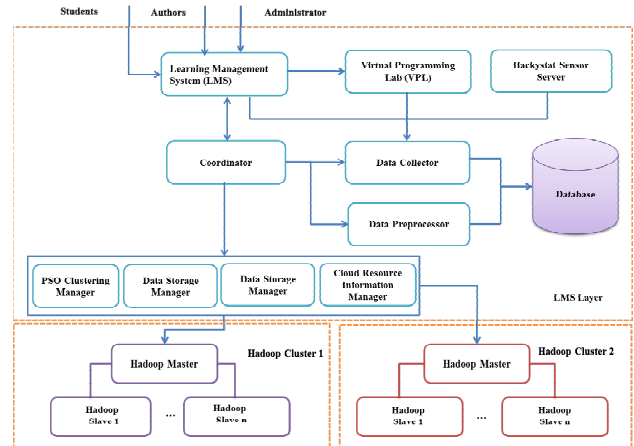 Students Authors Administrator
Learning Management
System (LMS)
Virtual Programming
Lab (VPL)
Hackystat Sensor
Server
Coordinator
Data Collector
Database
Data Preprocessor
PSO Clustering
Manager
Data Storage
Manager
Data Storage
Manager
Cloud Resource
Information
Manager
LMS Layer
Hadoop Cluster 1
Hadoop Master
Hadoop
Slave 1
...
Hadoop
Slave n
Hadoop Cluster 2
Hadoop Master
Hadoop
Slave 1
...
Hadoop
Slave n